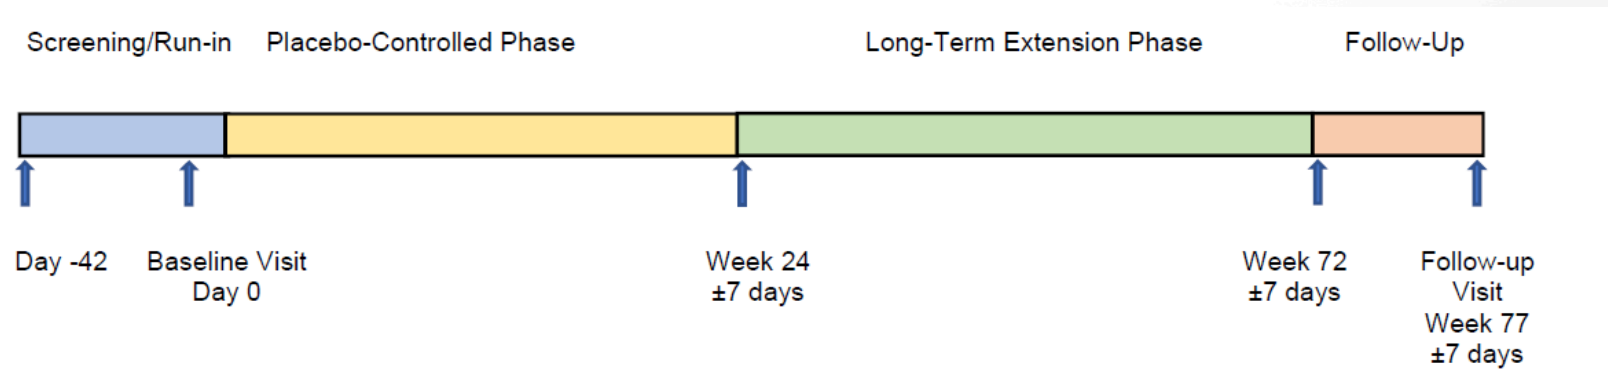 Screening/Run-in
Placebo-Controlled Phase
Long-Term Extension Phase
Follow-Up
Day -42
Baseline Visit
Day 0
Week 24
±7 days
Week 72
±7 days
Follow-up
Visit
Week 77
±7 days